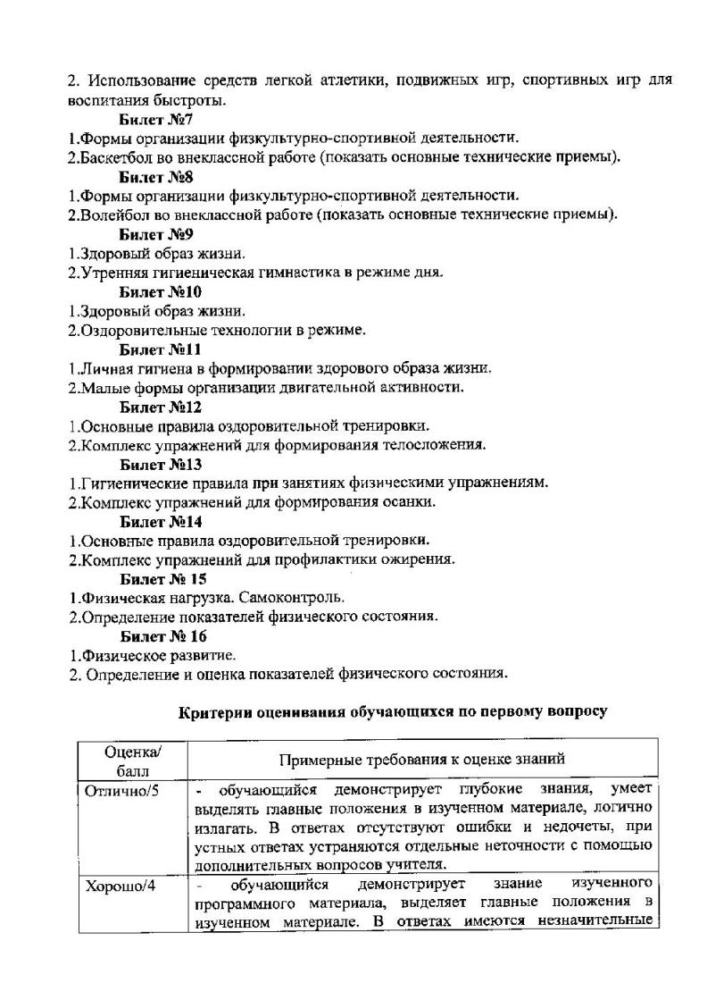 2. Использование средств легкой атлетики, подвижных игр, спортивных игр для
воспитания быстроты.
Билет №7
1.Формы организации физкультурно-спортивной деятельности.
2.Баскетбол во внеклассной работе (показать основные технические приемы).
Билет №8
1.Формы организации физкультурно-спортивной деятельности.
2.Волейбол во внеклассной работе (показать основные технические приемы).
Билет №9
1.Здоровый образ жизни.
2.Утренняя гигиеническая гимнастика в режиме дня.
Билет №10
1.Здоровый образ жизни.
2.Оздоровительные технологии в режиме.
Билет №11
1.Личная гигиена в формировании здорового образа жизни.
2.Малые формы организации двигательной активности.
Билет №12
1.Основные правила оздоровительной тренировки.
2.Комплекс упражнений для формирования телосложения.
Билет №13
1.Гигиенические правила при занятиях физическими упражнениям.
2.Комплекс упражнений для формирования осанки.
Билет №14
1.Основные правила оздоровительной тренировки.
2.Комплекс упражнений для профилактики ожирения.
Билет № 15
1.Физическая нагрузка. Самоконтроль.
2.Определение показателей физического состояния.
Билет № 16
1.Физическое развитие.
2. Определение и оценка показателей физического состояния.
Критерии оценивания обучающихся по первому вопросу
Оценка/
балл
Примерные требования к оценке знаний
Отлично/5
- обучающийся демонстрирует глубокие знания, умеет
выделять главные положения в изученном материале, логично
излагать. В ответах отсутствуют ошибки и недочеты, при
устных ответах устраняются отдельные неточности с помощью
дополнительных вопросов учителя.
Хорошо/4
- обучающийся демонстрирует знание изученного
программного материала, выделяет главные положения в
изученном материале. В ответах имеются незначительные